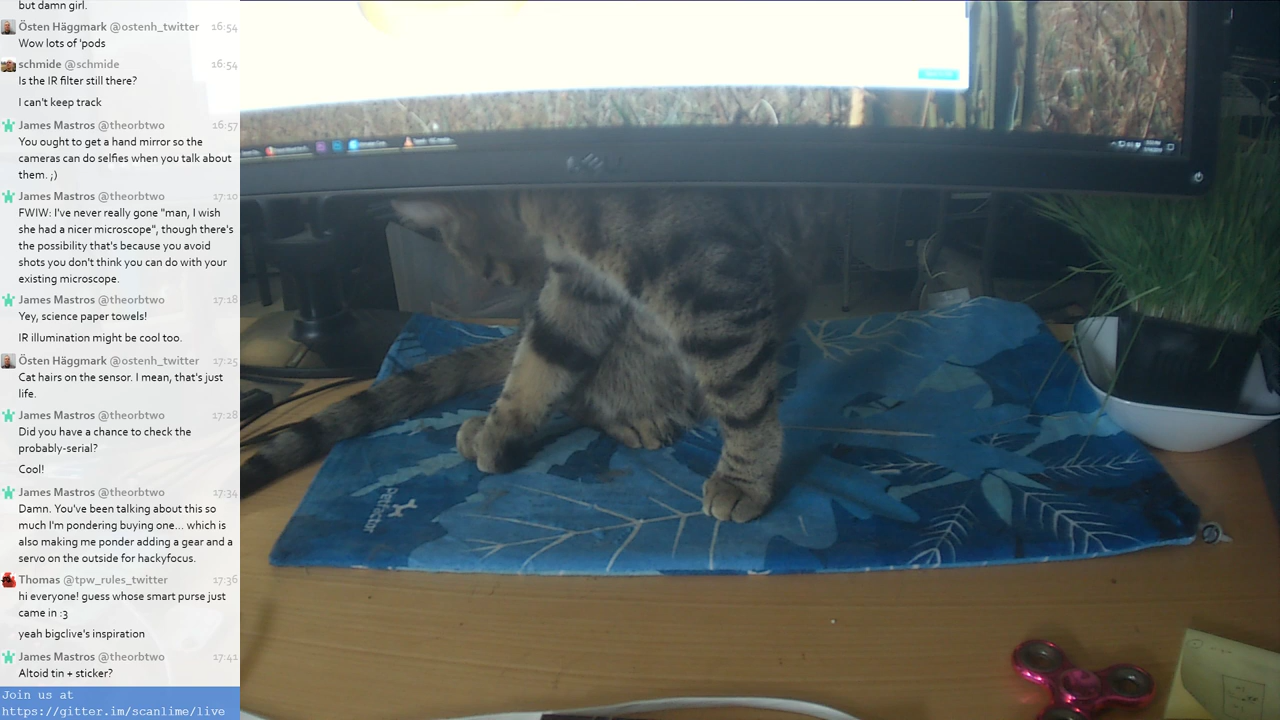 but damn girl.
Östen Häggmark @ostenh_twitter 16:54
Wow lots of 'pods
schmide @schmide 16:54
Is the IR filter still there?
I can't keep track
James Mastros @theorbtwo 16:57
You ought to get a hand mirror so the
cameras can do selfies when you talk about
them. ;)
James Mastros @theorbtwo 17:10
FWIW: I've never really gone "man, I wish
she had a nicer microscope", though there's
the possibility that's because you avoid
shots you don't think you can do with your
existing microscope.
James Mastros @theorbtwo 17:18
Yey, science paper towels!
IR illumination might be cool too.
Östen Häggmark @ostenh_twitter 17:25
Cat hairs on the sensor. I mean, that's just
life.
James Mastros @theorbtwo 17:28
Did you have a chance to check the
probably-serial?
Cool!
James Mastros @theorbtwo 17:34
Damn. You've been talking about this so
much I'm pondering buying one... which is
also making me ponder adding a gear and a
servo on the outside for hackyfocus.
Thomas @tpw_rules_twitter 17:36
hi everyone! guess whose smart purse just
came in :3
yeah bigclive's inspiration
James Mastros @theorbtwo 17:41
Altoid tin + sticker?
Join us at
https://gitter.im/scanlime/live
Petfactor